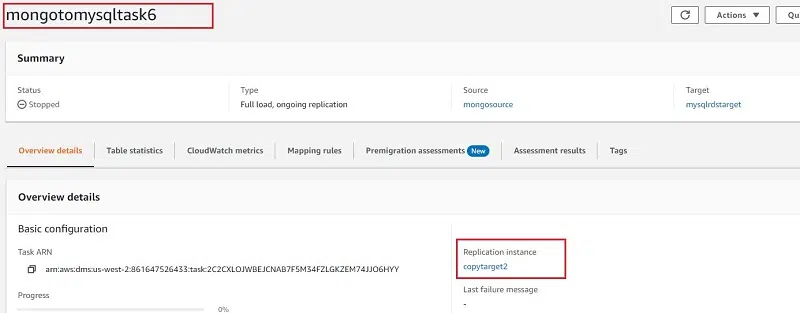 mongotomysqltask6
Actions
Summary
Status
Type
Source
Target
Stopped
Full load, ongoing replication
mongosource
mysqlrdstarget
Overview details
Table statistics
CloudWatch metrics
Mapping rules
Premigration assessments New
Assessment results
Tags
Overview details
Basic configuration
Task ARN
arn:aws:dms:us-west-2:861647526433:task:2C2CXLOJWBEJCNAB7F5M34FZLGKZEM74JJO6HYY
Progress
0%
Replication instance
copytarget2
Last failure message
-